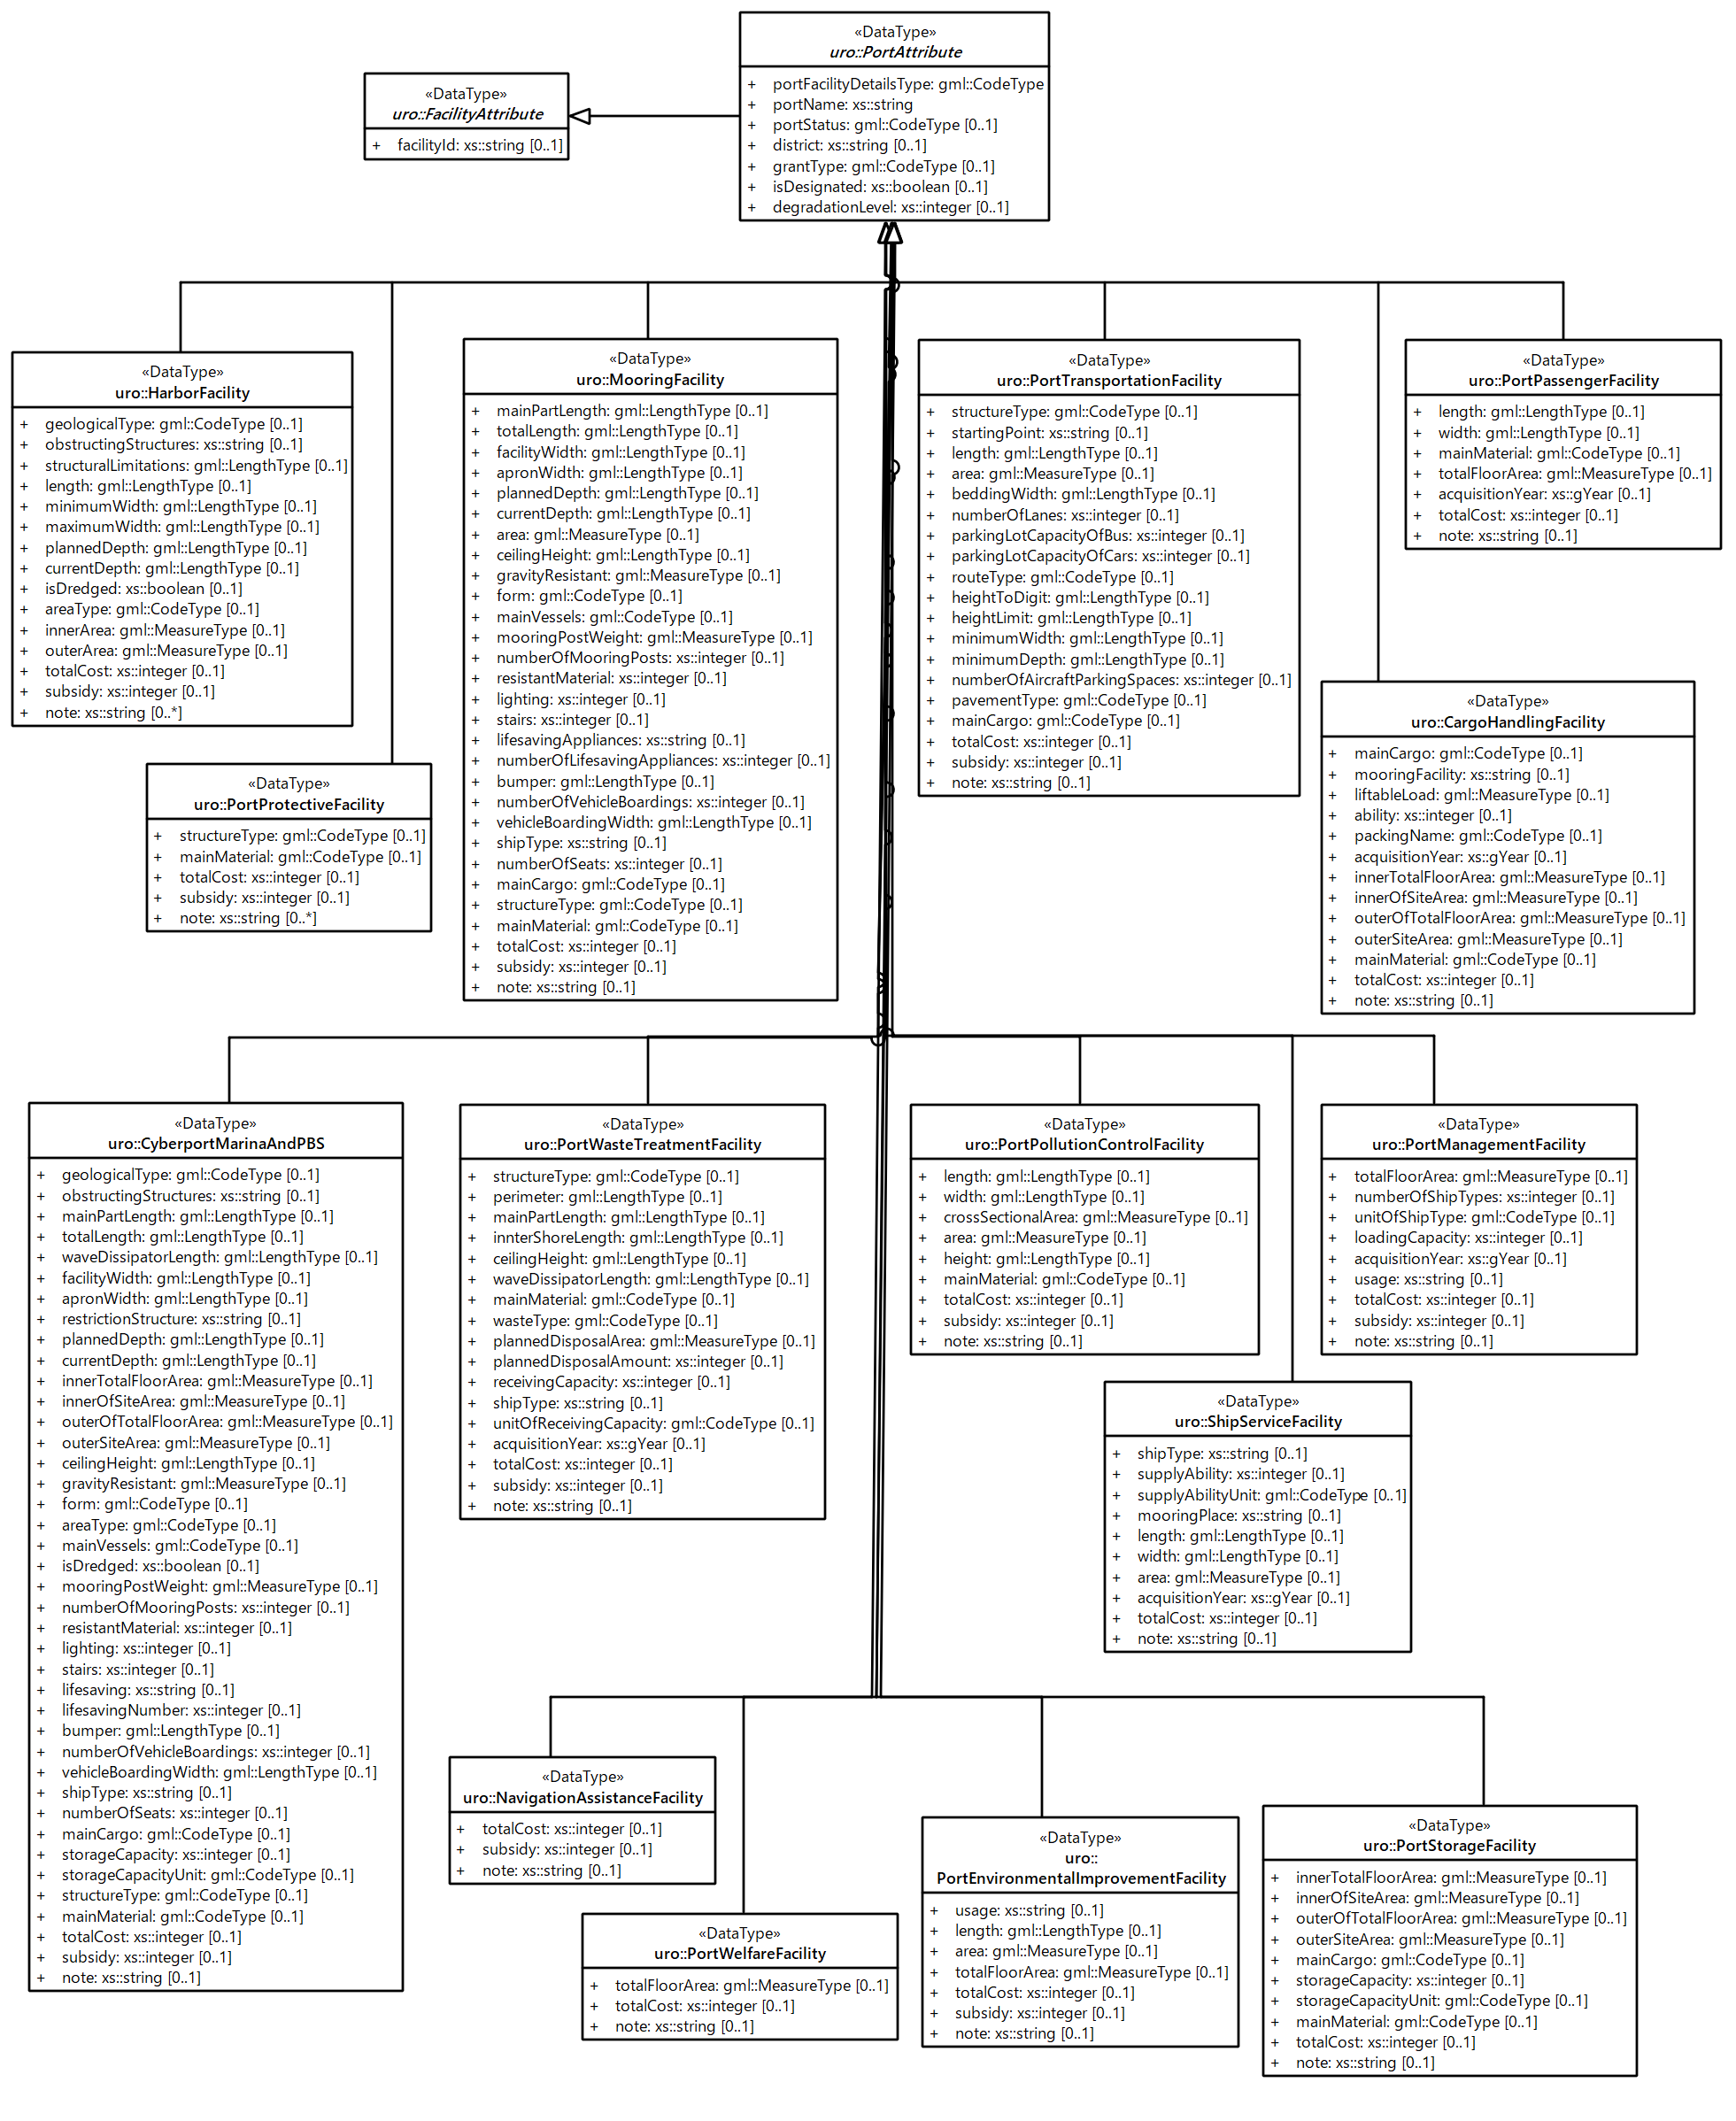 «DataType»
uro::PortAttribute
+ portFacilityDetailsType: gml::CodeType
+ portName: xs::string
+ portStatus: gml::CodeType [0..1]
+ district: xs::string [0..1]
+ grantType: gml::CodeType [0..1]
+ isDesignated: xs::boolean [0..1]
+ degradationLevel: xs::integer [0..1]
«DataType»
uro::FacilityAttribute
+ facilityId: xs::string [0..1]
«DataType»
uro::HarborFacility
+ geologicalType: gml::CodeType [0..1]
+ obstructingStructures: xs::string [0..1]
+ structuralLimitations: gml::LengthType [0..1]
+ length: gml::LengthType [0..1]
+ minimumWidth: gml::LengthType [0..1]
+ maximumWidth: gml::LengthType [0..1]
+ plannedDepth: gml::LengthType [0..1]
+ currentDepth: gml::LengthType [0..1]
+ isDredged: xs::boolean [0..1]
+ areaType: gml::CodeType [0..1]
+ innerArea: gml::MeasureType [0..1]
+ outerArea: gml::MeasureType [0..1]
+ totalCost: xs::integer [0..1]
+ subsidy: xs::integer [0..1]
+ note: xs::string [0..*]
«DataType»
uro::PortProtectiveFacility
+ structureType: gml::CodeType [0..1]
+ mainMaterial: gml::CodeType [0..1]
+ totalCost: xs::integer [0..1]
+ subsidy: xs::integer [0..1]
+ note: xs::string [0..*]
«DataType»
uro::MooringFacility
+ mainPartLength: gml::LengthType [0..1]
+ totalLength: gml::LengthType [0..1]
+ facilityWidth: gml::LengthType [0..1]
+ apronWidth: gml::LengthType [0..1]
+ plannedDepth: gml::LengthType [0..1]
+ currentDepth: gml::LengthType [0..1]
+ area: gml::MeasureType [0..1]
+ ceilingHeight: gml::LengthType [0..1]
+ gravityResistant: gml::MeasureType [0..1]
+ form: gml::CodeType [0..1]
+ mainVessels: gml::CodeType [0..1]
+ mooringPostWeight: gml::MeasureType [0..1]
+ numberOfMooringPosts: xs::integer [0..1]
+ resistantMaterial: xs::integer [0..1]
+ lighting: xs::integer [0..1]
+ stairs: xs::integer [0..1]
+ lifesavingAppliances: xs::string [0..1]
+ numberOfLifesavingAppliances: xs::integer [0..1]
+ bumper: gml::LengthType [0..1]
+ numberOfVehicleBoardings: xs::integer [0..1]
+ vehicleBoardingWidth: gml::LengthType [0..1]
+ shipType: xs::string [0..1]
+ numberOfSeats: xs::integer [0..1]
+ mainCargo: gml::CodeType [0..1]
+ structureType: gml::CodeType [0..1]
+ mainMaterial: gml::CodeType [0..1]
+ totalCost: xs::integer [0..1]
+ subsidy: xs::integer [0..1]
+ note: xs::string [0..1]
«DataType»
uro::PortTransportationFacility
+ structureType: gml::CodeType [0..1]
+ startingPoint: xs::string [0..1]
+ length: gml::LengthType [0..1]
+ area: gml::MeasureType [0..1]
+ beddingWidth: gml::LengthType [0..1]
+ numberOfLanes: xs::integer [0..1]
+ parkingLotCapacityOfBus: xs::integer [0..1]
+ parkingLotCapacityOfCars: xs::integer [0..1]
+ routeType: gml::CodeType [0..1]
+ heightToDigit: gml::LengthType [0..1]
+ heightLimit: gml::LengthType [0..1]
+ minimumWidth: gml::LengthType [0..1]
+ minimumDepth: gml::LengthType [0..1]
+ numberOfAircraftParkingSpaces: xs::integer [0..1]
+ pavementType: gml::CodeType [0..1]
+ mainCargo: gml::CodeType [0..1]
+ totalCost: xs::integer [0..1]
+ subsidy: xs::integer [0..1]
+ note: xs::string [0..1]
«DataType»
uro::PortPassengerFacility
+ length: gml::LengthType [0..1]
+ width: gml::LengthType [0..1]
+ mainMaterial: gml::CodeType [0..1]
+ totalFloorArea: gml::MeasureType [0..1]
+ acquisitionYear: xs::gYear [0..1]
+ totalCost: xs::integer [0..1]
+ note: xs::string [0..1]
«DataType»
uro::CargoHandlingFacility
+ mainCargo: gml::CodeType [0..1]
+ mooringFacility: xs::string [0..1]
+ liftableLoad: gml::MeasureType [0..1]
+ ability: xs::integer [0..1]
+ packingName: gml::CodeType [0..1]
+ acquisitionYear: xs::gYear [0..1]
+ innerTotalFloorArea: gml::MeasureType [0..1]
+ innerOfSiteArea: gml::MeasureType [0..1]
+ outerOfTotalFloorArea: gml::MeasureType [0..1]
+ outerSiteArea: gml::MeasureType [0..1]
+ mainMaterial: gml::CodeType [0..1]
+ totalCost: xs::integer [0..1]
+ note: xs::string [0..1]
«DataType»
uro::CyberportMarinaAndPBS
+ geologicalType: gml::CodeType [0..1]
+ obstructingStructures: xs::string [0..1]
+ mainPartLength: gml::LengthType [0..1]
+ totalLength: gml::LengthType [0..1]
+ waveDissipatorLength: gml::LengthType [0..1]
+ facilityWidth: gml::LengthType [0..1]
+ apronWidth: gml::LengthType [0..1]
+ restrictionStructure: xs::string [0..1]
+ plannedDepth: gml::LengthType [0..1]
+ currentDepth: gml::LengthType [0..1]
+ innerTotalFloorArea: gml::MeasureType [0..1]
+ innerOfSiteArea: gml::MeasureType [0..1]
+ outerOfTotalFloorArea: gml::MeasureType [0..1]
+ outerSiteArea: gml::MeasureType [0..1]
+ ceilingHeight: gml::LengthType [0..1]
+ gravityResistant: gml::MeasureType [0..1]
+ form: gml::CodeType [0..1]
+ areaType: gml::CodeType [0..1]
+ mainVessels: gml::CodeType [0..1]
+ isDredged: xs::boolean [0..1]
+ mooringPostWeight: gml::MeasureType [0..1]
+ numberOfMooringPosts: xs::integer [0..1]
+ resistantMaterial: xs::integer [0..1]
+ lighting: xs::integer [0..1]
+ stairs: xs::integer [0..1]
+ lifesaving: xs::string [0..1]
+ lifesavingNumber: xs::integer [0..1]
+ bumper: gml::LengthType [0..1]
+ numberOfVehicleBoardings: xs::integer [0..1]
+ vehicleBoardingWidth: gml::LengthType [0..1]
+ shipType: xs::string [0..1]
+ numberOfSeats: xs::integer [0..1]
+ mainCargo: gml::CodeType [0..1]
+ storageCapacity: xs::integer [0..1]
+ storageCapacityUnit: gml::CodeType [0..1]
+ structureType: gml::CodeType [0..1]
+ mainMaterial: gml::CodeType [0..1]
+ totalCost: xs::integer [0..1]
+ subsidy: xs::integer [0..1]
+ note: xs::string [0..1]
«DataType»
uro::PortWasteTreatmentFacility
+ structureType: gml::CodeType [0..1]
+ perimeter: gml::LengthType [0..1]
+ mainPartLength: gml::LengthType [0..1]
+ innterShoreLength: gml::LengthType [0..1]
+ ceilingHeight: gml::LengthType [0..1]
+ waveDissipatorLength: gml::LengthType [0..1]
+ mainMaterial: gml::CodeType [0..1]
+ wasteType: gml::CodeType [0..1]
+ plannedDisposalArea: gml::MeasureType [0..1]
+ plannedDisposalAmount: xs::integer [0..1]
+ receivingCapacity: xs::integer [0..1]
+ shipType: xs::string [0..1]
+ unitOfReceivingCapacity: gml::CodeType [0..1]
+ acquisitionYear: xs::gYear [0..1]
+ totalCost: xs::integer [0..1]
+ subsidy: xs::integer [0..1]
+ note: xs::string [0..1]
«DataType»
uro::PortPollutionControlFacility
+ length: gml::LengthType [0..1]
+ width: gml::LengthType [0..1]
+ crossSectionalArea: gml::MeasureType [0..1]
+ area: gml::MeasureType [0..1]
+ height: gml::LengthType [0..1]
+ mainMaterial: gml::CodeType [0..1]
+ totalCost: xs::integer [0..1]
+ subsidy: xs::integer [0..1]
+ note: xs::string [0..1]
«DataType»
uro::PortManagementFacility
+ totalFloorArea: gml::MeasureType [0..1]
+ numberOfShipTypes: xs::integer [0..1]
+ unitOfShipType: gml::CodeType [0..1]
+ loadingCapacity: xs::integer [0..1]
+ acquisitionYear: xs::gYear [0..1]
+ usage: xs::string [0..1]
+ totalCost: xs::integer [0..1]
+ subsidy: xs::integer [0..1]
+ note: xs::string [0..1]
«DataType»
uro::ShipServiceFacility
+ shipType: xs::string [0..1]
+ supplyAbility: xs::integer [0..1]
+ supplyAbilityUnit: gml::CodeType [0..1]
+ mooringPlace: xs::string [0..1]
+ length: gml::LengthType [0..1]
+ width: gml::LengthType [0..1]
+ area: gml::MeasureType [0..1]
+ acquisitionYear: xs::gYear [0..1]
+ totalCost: xs::integer [0..1]
+ note: xs::string [0..1]
«DataType»
uro::NavigationAssistanceFacility
+ totalCost: xs::integer [0..1]
+ subsidy: xs::integer [0..1]
+ note: xs::string [0..1]
«DataType»
uro::PortWelfareFacility
+ totalFloorArea: gml::MeasureType [0..1]
+ totalCost: xs::integer [0..1]
+ note: xs::string [0..1]
«DataType»
uro::
PortEnvironmentalImprovementFacility
+ usage: xs::string [0..1]
+ length: gml::LengthType [0..1]
+ area: gml::MeasureType [0..1]
+ totalFloorArea: gml::MeasureType [0..1]
+ totalCost: xs::integer [0..1]
+ subsidy: xs::integer [0..1]
+ note: xs::string [0..1]
«DataType»
uro::PortStorageFacility
+ innerTotalFloorArea: gml::MeasureType [0..1]
+ innerOfSiteArea: gml::MeasureType [0..1]
+ outerOfTotalFloorArea: gml::MeasureType [0..1]
+ outerSiteArea: gml::MeasureType [0..1]
+ mainCargo: gml::CodeType [0..1]
+ storageCapacity: xs::integer [0..1]
+ storageCapacityUnit: gml::CodeType [0..1]
+ mainMaterial: gml::CodeType [0..1]
+ totalCost: xs::integer [0..1]
+ note: xs::string [0..1]